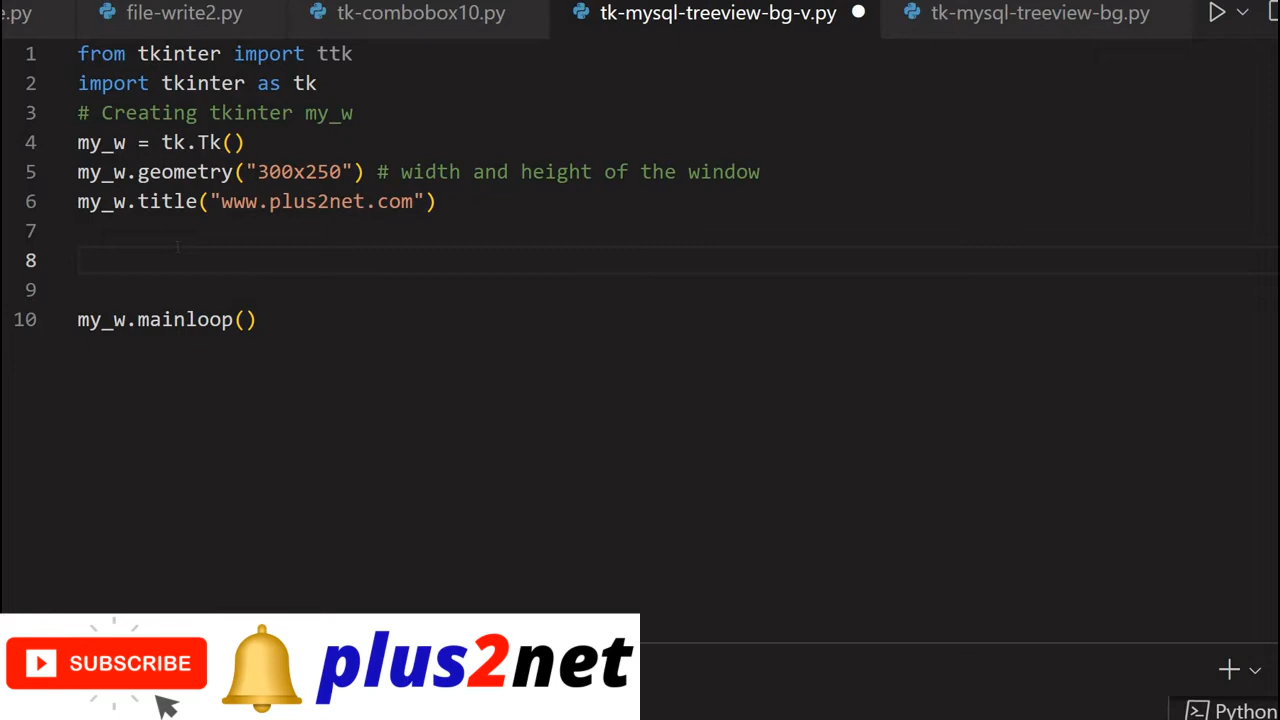 e.py file-write2.py tk-combobox10.py tk-mysql-treeview-bg-v.py tk-mysql-treeview-bg.py
1 from tkinter import ttk
2 import tkinter as tk
3 # Creating tkinter my_w
4 my_w = tk.Tk()
5 my_w.geometry("300x250") # width and height of the window
6 my_w.title("www.plus2net.com")
7
8
9
10 my_w.mainloop()
SUBSCRIBE
plus2net
Python